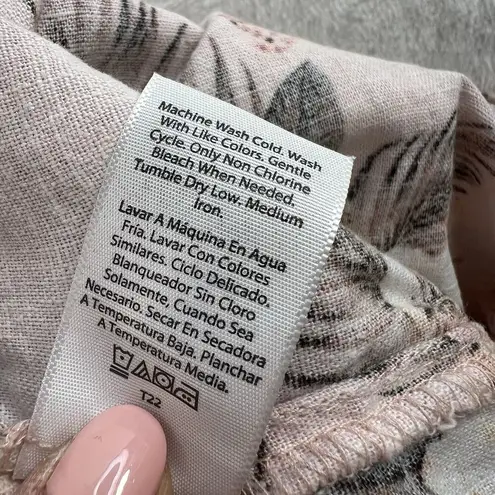 Machine Wash Cold. Wash
With Like Colors. Gentle
Cycle. Only Non Chlorine
Bleach When Needed.
Tumble Dry Low. Medium
Iron.
Lavar A Máquina En Agua
Fría. Lavar Con Colores
Similares. Ciclo Delicado.
Blanqueador Sin Cloro
Solamente, Cuando Sea
Necesario. Secar En Secadora
A Temperatura Baja. Planchar
A Temperatura Media.
T22